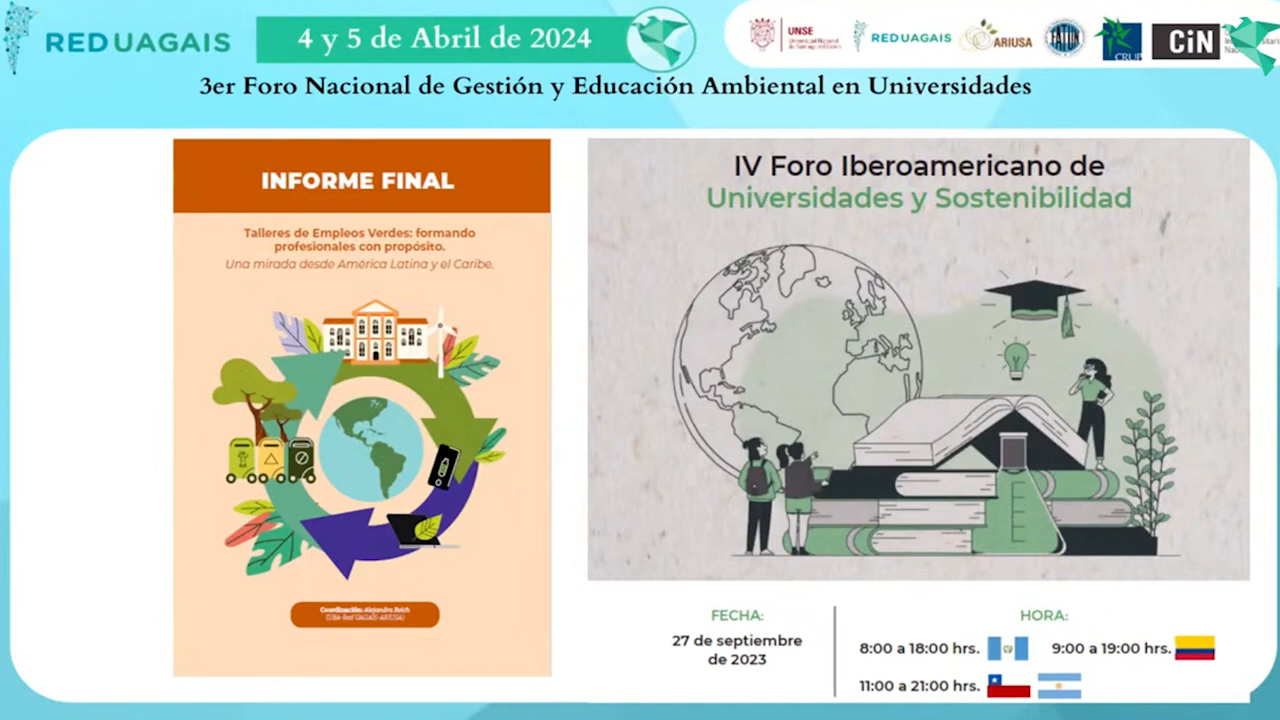 REDUAGAIS
4 y 5 de Abril de 2024
UNSE
REDUAGAIS
ARIUSA
CRUP
CiN
3er Foro Nacional de Gestión y Educación Ambiental en Universidades
INFORME FINAL
Talleres de Empleos Verdes: formando
profesionales con propósito.
Una mirada desde América Latina y el Caribe.
Coordinación: Alejandra Reich
IV Foro Iberoamericano de
Universidades y Sostenibilidad
FECHA:
27 de septiembre
de 2023
HORA:
8:00 a 18:00 hrs.
9:00 a 19:00 hrs.
11:00 a 21:00 hrs.